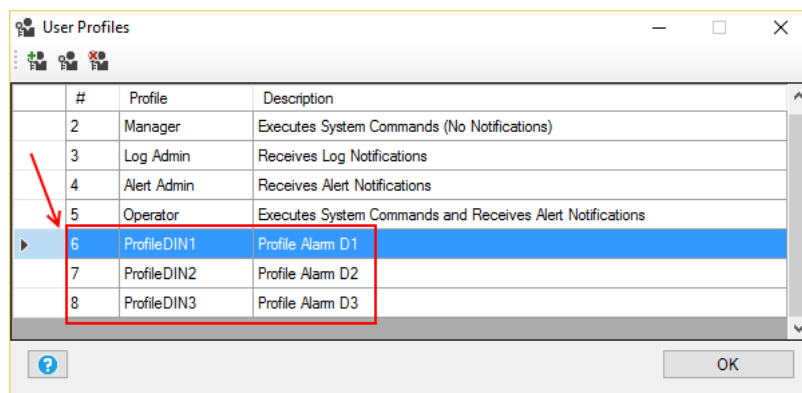 User Profiles
# Profile Description
2 Manager Executes System Commands (No Notifications)
3 Log Admin Receives Log Notifications
4 Alert Admin Receives Alert Notifications
5 Operator Executes System Commands and Receives Alert Notifications
6 ProfileDIN1 Profile Alarm D1
7 ProfileDIN2 Profile Alarm D2
8 ProfileDIN3 Profile Alarm D3
? OK